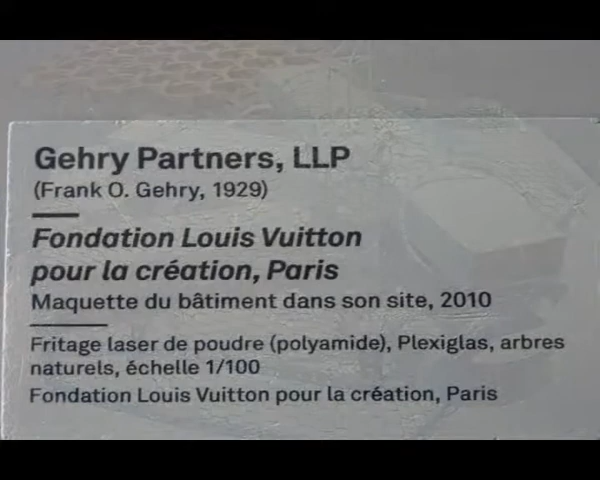 Gehry Partners, LLP
(Frank O. Gehry, 1929)
Fondation Louis Vuitton
pour la création, Paris
Maquette du bâtiment dans son site, 2010
Fritage laser de poudre (polyamide), Plexiglas, arbres
naturels, échelle 1/100
Fondation Louis Vuitton pour la création, Paris